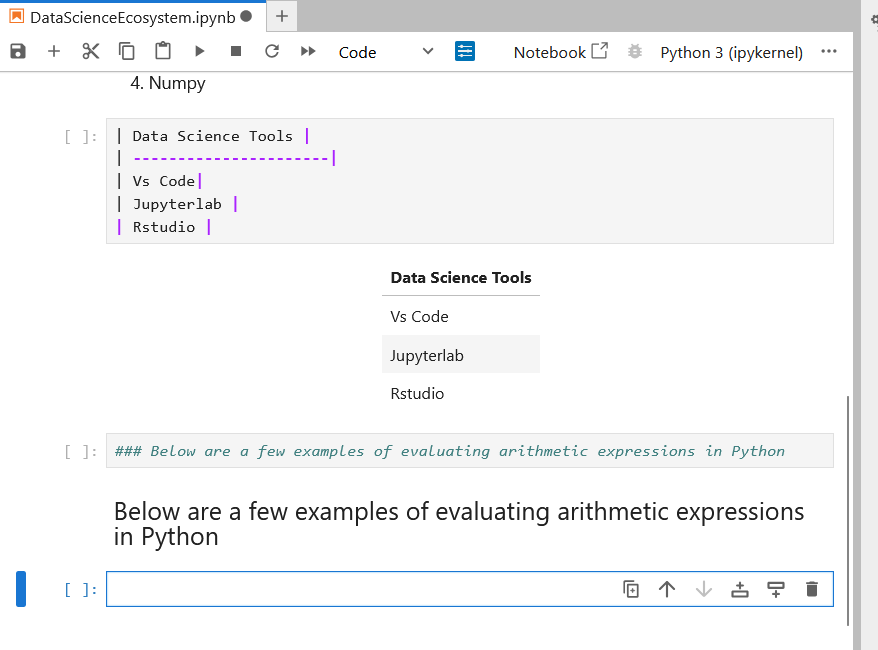 DataScienceEcosystem.ipynb
Code Notebook Python 3 (ipykernel)
4. Numpy
[ ]: | Data Science Tools |
| ----------------------|
| Vs Code|
| Jupyterlab |
| Rstudio |
Data Science Tools
Vs Code
Jupyterlab
Rstudio
[ ]: ### Below are a few examples of evaluating arithmetic expressions in Python
Below are a few examples of evaluating arithmetic expressions
in Python
[ ]: